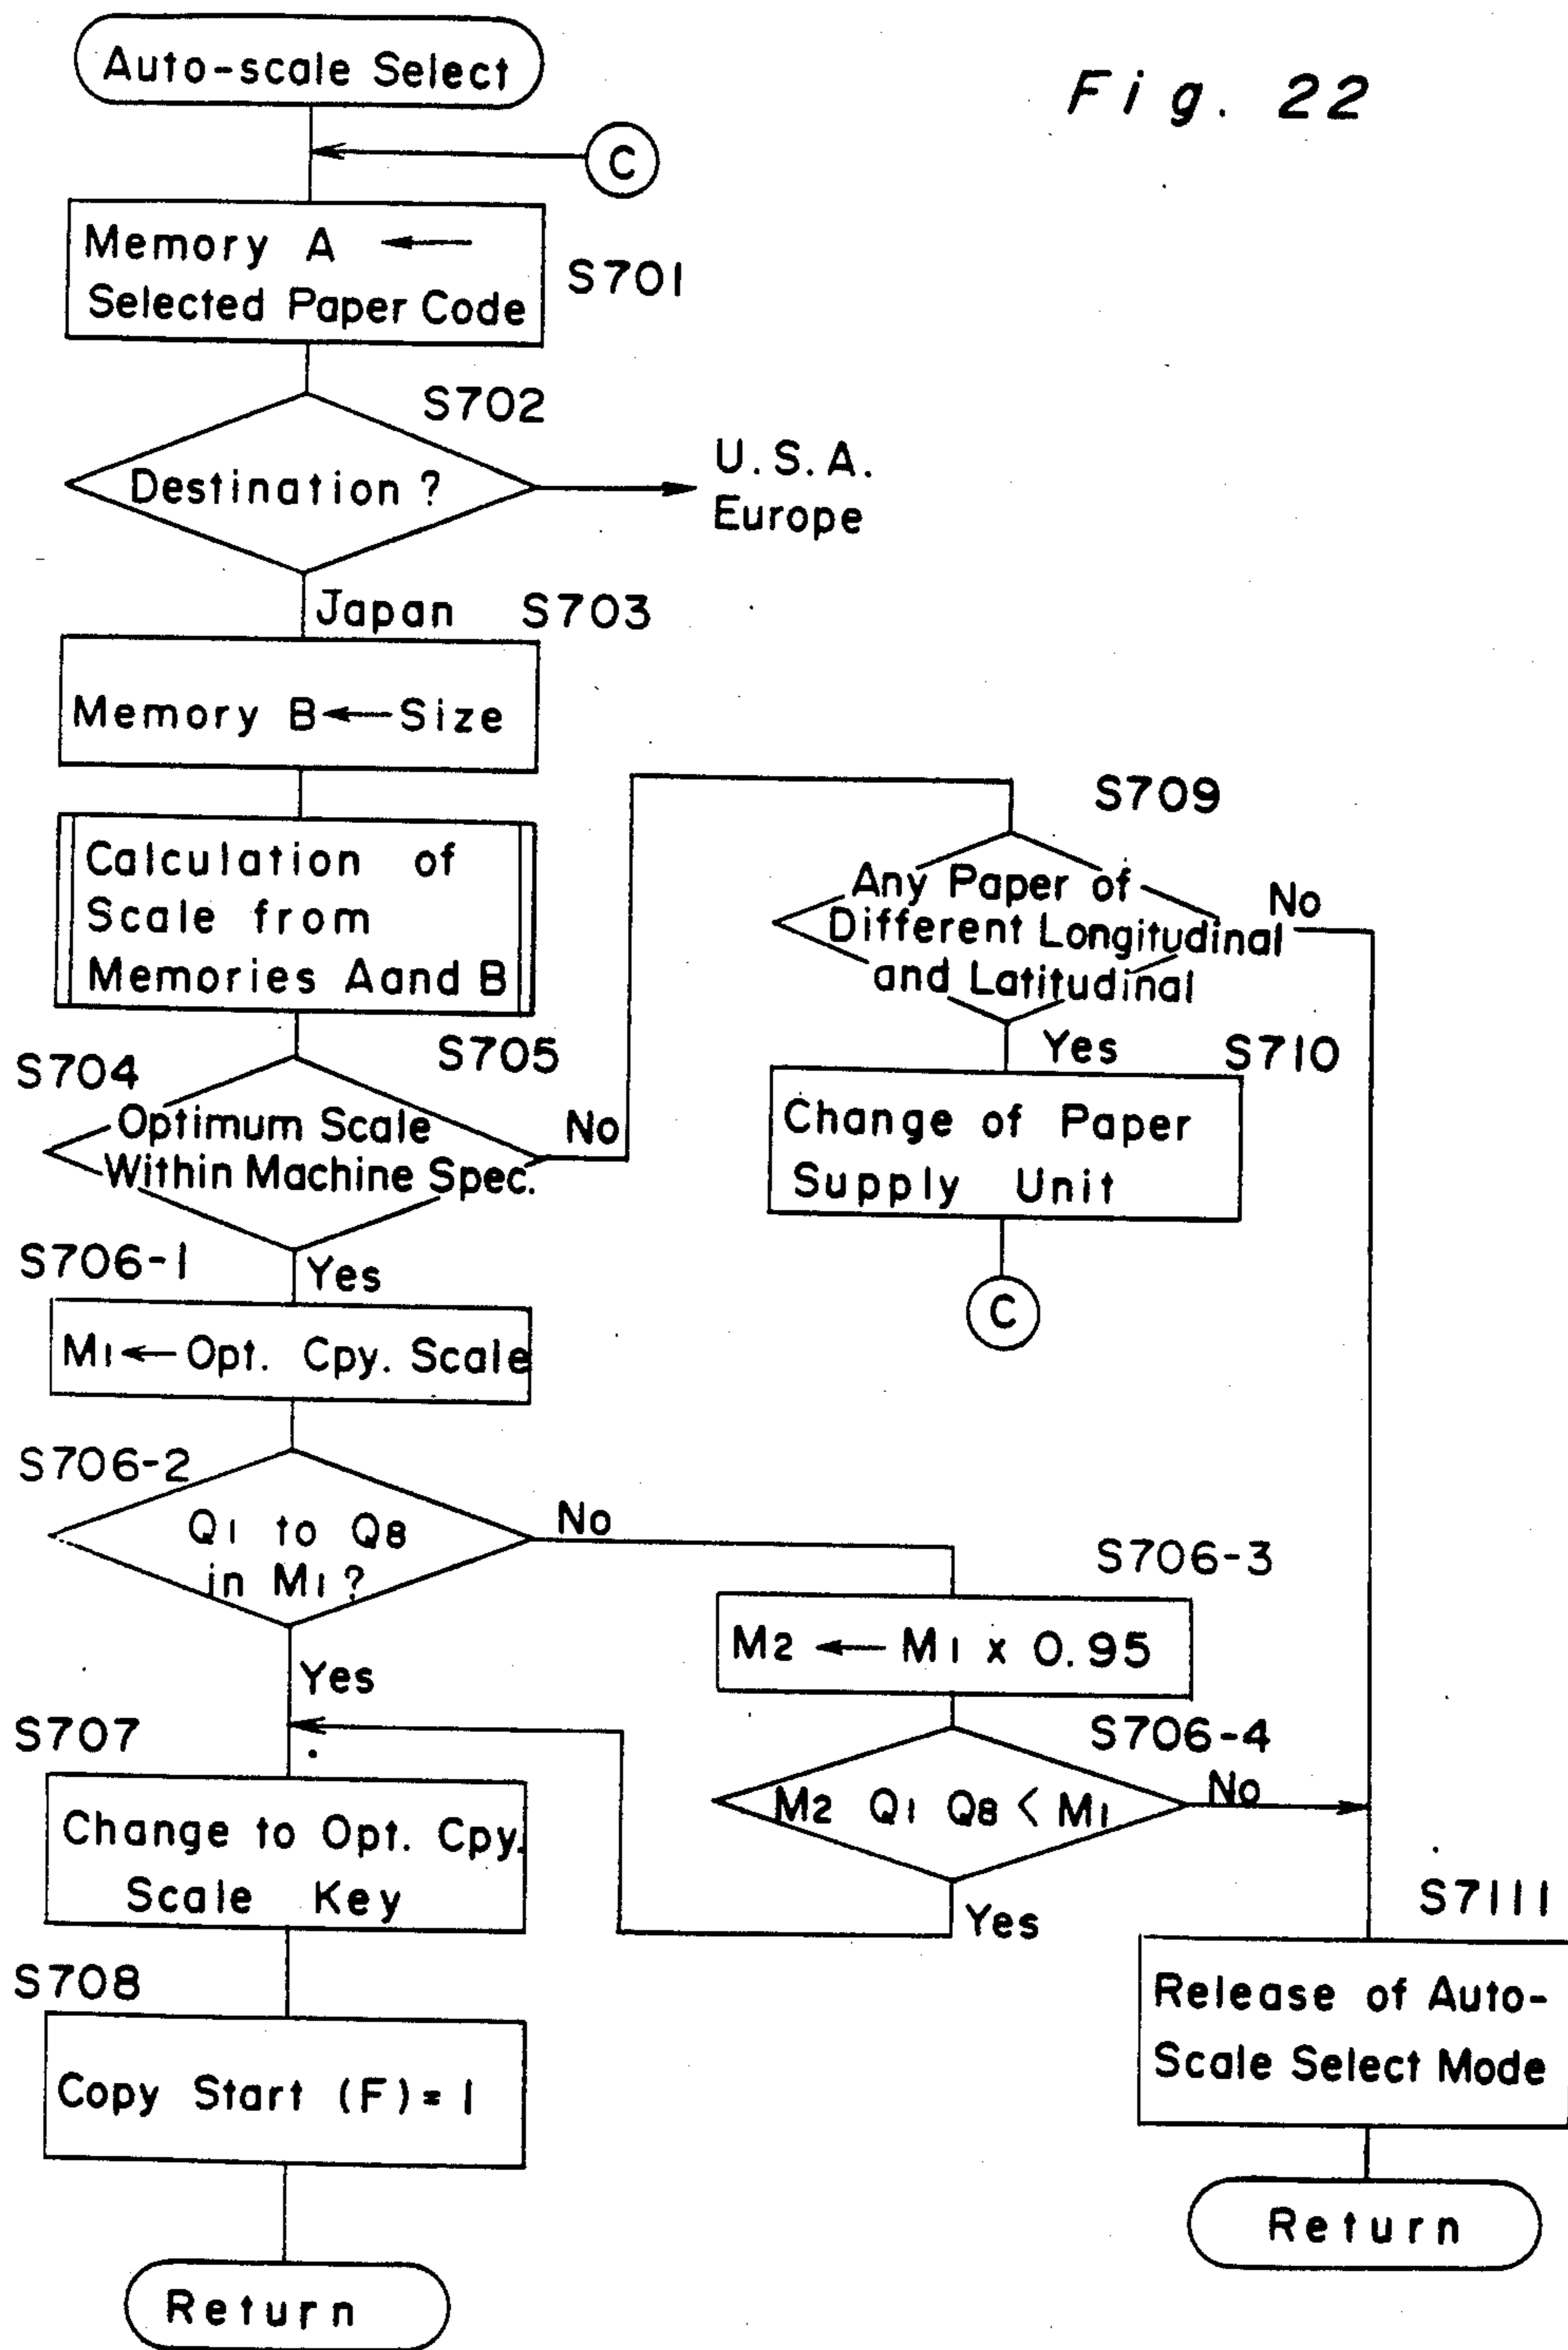 Fig. 22
Auto-scale Select
C
Memory A ←
Selected Paper Code
S701
S702
Destination ?
U.S.A.
Europe
Japan
S703
Memory B←Size
Calculation of
Scale from
Memories A and B
S704
S705
Optimum Scale
Within Machine Spec.
No
Yes
S709
Any Paper of
Different Longitudinal
and Latitudinal
No
Yes
S710
Change of Paper
Supply Unit
C
S706-1
M1←Opt. Cpy. Scale
S706-2
Q1 to Q8
in M1?
No
Yes
S706-3
M2 ← M1 x 0.95
S706-4
M2 Q1 Q8 < M1
No
Yes
S707
Change to Opt. Cpy.
Scale Key
S708
Copy Start (F)= 1
Return
S7111
Release of Auto-
Scale Select Mode
Return